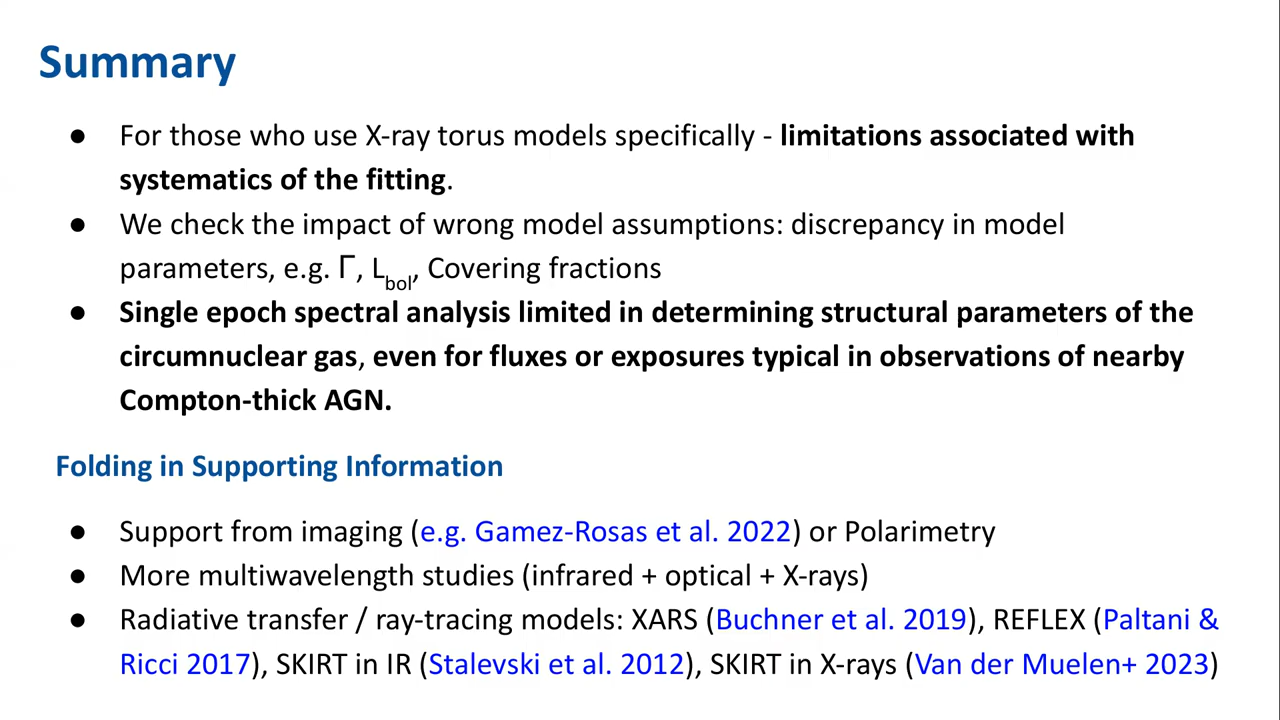 Summary
● For those who use X-ray torus models specifically - limitations associated with
systematics of the fitting.
● We check the impact of wrong model assumptions: discrepancy in model
parameters, e.g. Γ, Lbol, Covering fractions
● Single epoch spectral analysis limited in determining structural parameters of the
circumnuclear gas, even for fluxes or exposures typical in observations of nearby
Compton-thick AGN.
Folding in Supporting Information
● Support from imaging (e.g. Gamez-Rosas et al. 2022) or Polarimetry
● More multiwavelength studies (infrared + optical + X-rays)
● Radiative transfer / ray-tracing models: XARS (Buchner et al. 2019), REFLEX (Paltani &
Ricci 2017), SKIRT in IR (Stalevski et al. 2012), SKIRT in X-rays (Van der Muelen+ 2023)